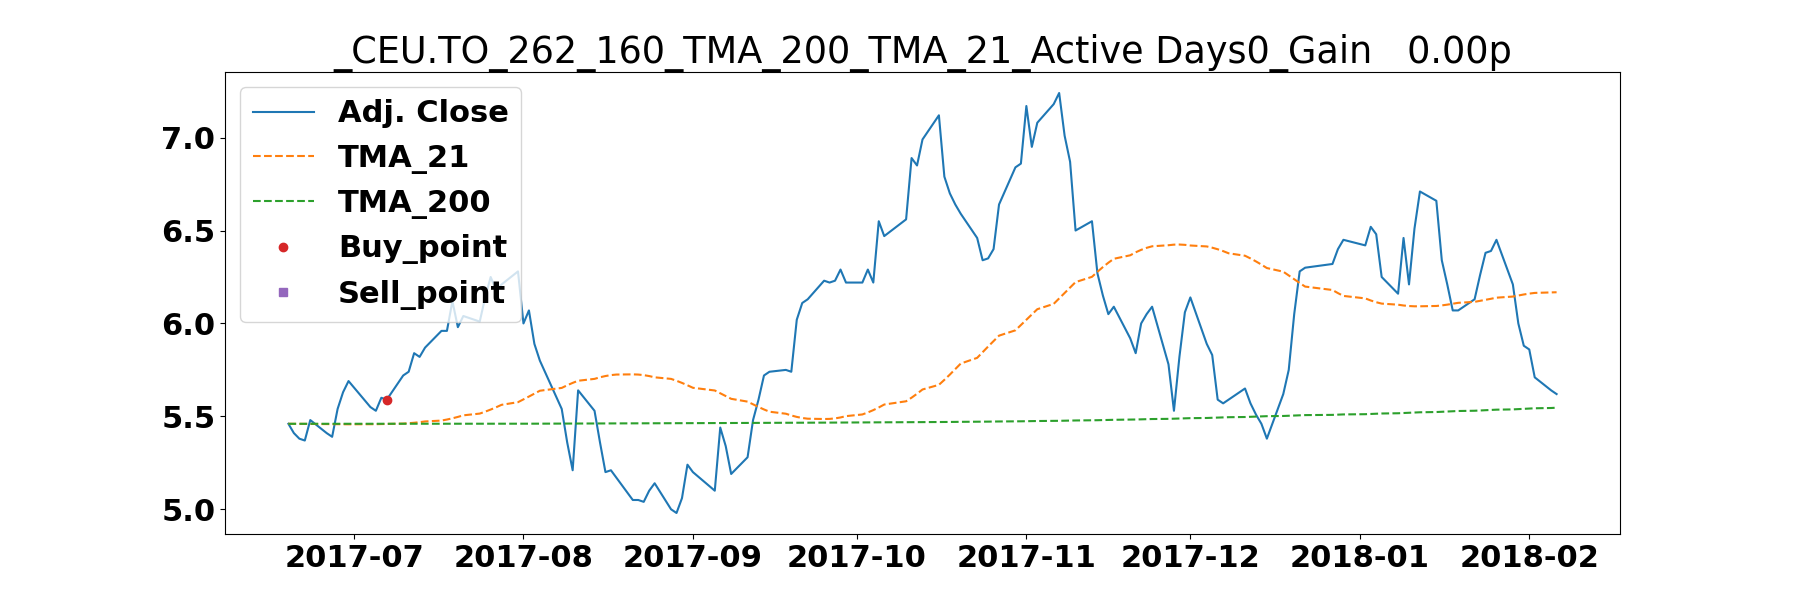 _CEU.TO_262_160_TMA_200_TMA_21_Active Days0_Gain   0.00p
Adj. Close
TMA_21
TMA_200
Buy_point
Sell_point
7.0
6.5
6.0
5.5
5.0
2017-07 2017-08 2017-09 2017-10 2017-11 2017-12 2018-01 2018-02